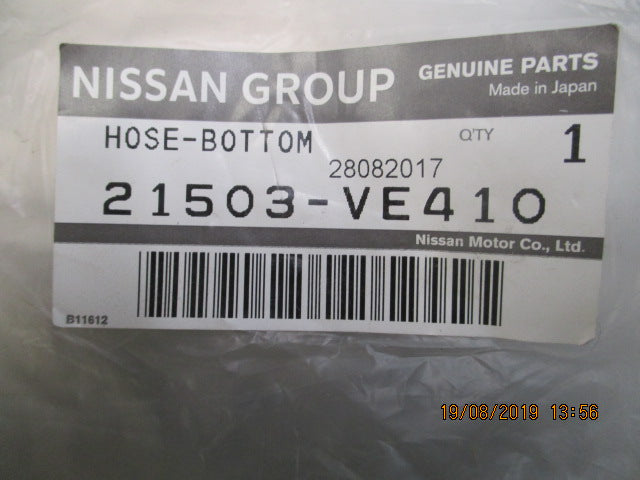 NISSAN GROUP GENUINE PARTS
Made in Japan
HOSE-BOTTOM Q'TY 1
28082017
21503-VE410
Nissan Motor Co., Ltd.
B11612
19/08/2019 13:56